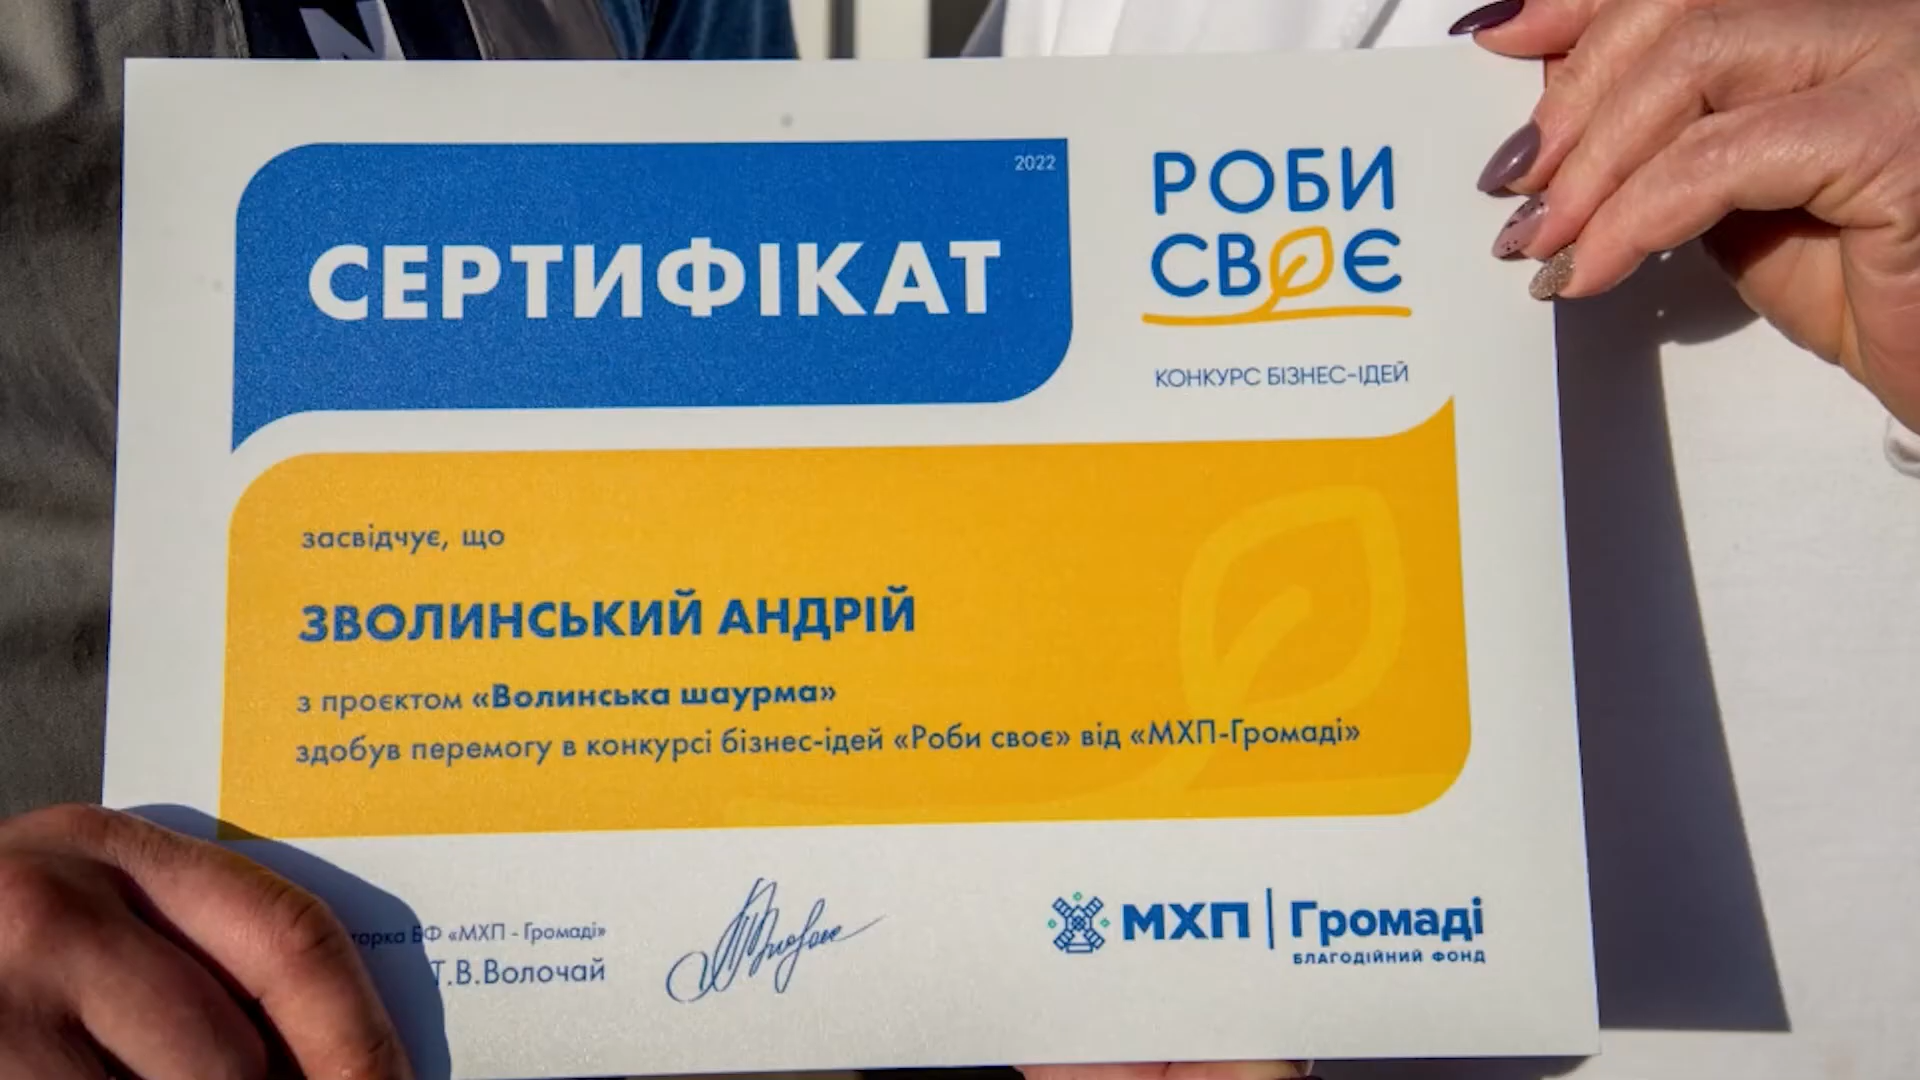 2022
СЕРТИФІКАТ
РОБИ
СВОЄ
КОНКУРС БІЗНЕС-ІДЕЙ
засвідчує, що
ЗВОЛИНСЬКИЙ АНДРІЙ
з проєктом «Волинська шаурма»
здобув перемогу в конкурсі бізнес-ідей «Роби своє» від «МХП-Громаді»
БФ «МХП - Громаді»
Т.В.Волочай
МХП | Громаді
БЛАГОДІЙНИЙ ФОНД